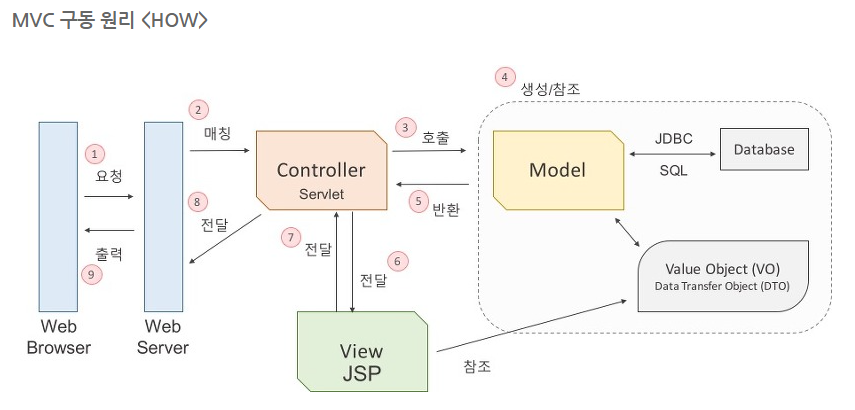 MVC 구동 원리 <HOW>
4 생성/참조
2 매칭
3 호출
1 요청
Controller
Servlet
Model
JDBC
SQL
Database
8 전달
5 반환
7 전달
6 전달
출력
9
Value Object (VO)
Data Transfer Object (DTO)
Web
Browser
Web
Server
View
JSP
참조